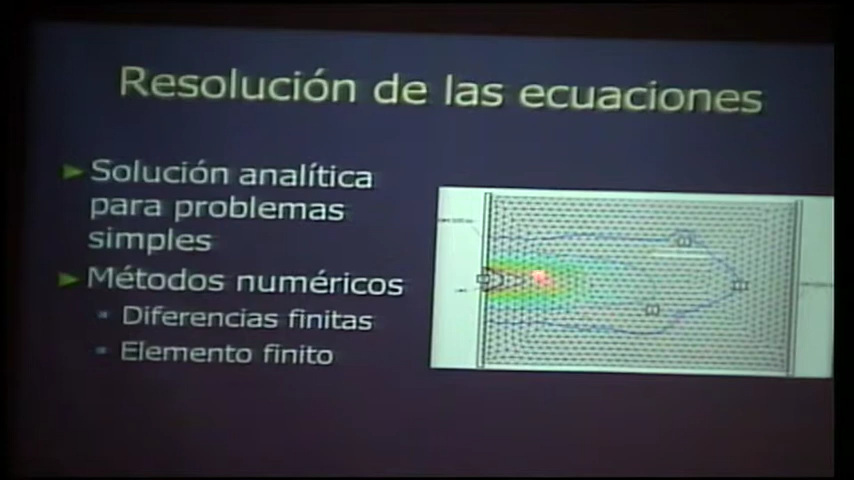 Resolución de las ecuaciones
Solución analítica
para problemas
simples
Métodos numéricos
Diferencias finitas
Elemento finito